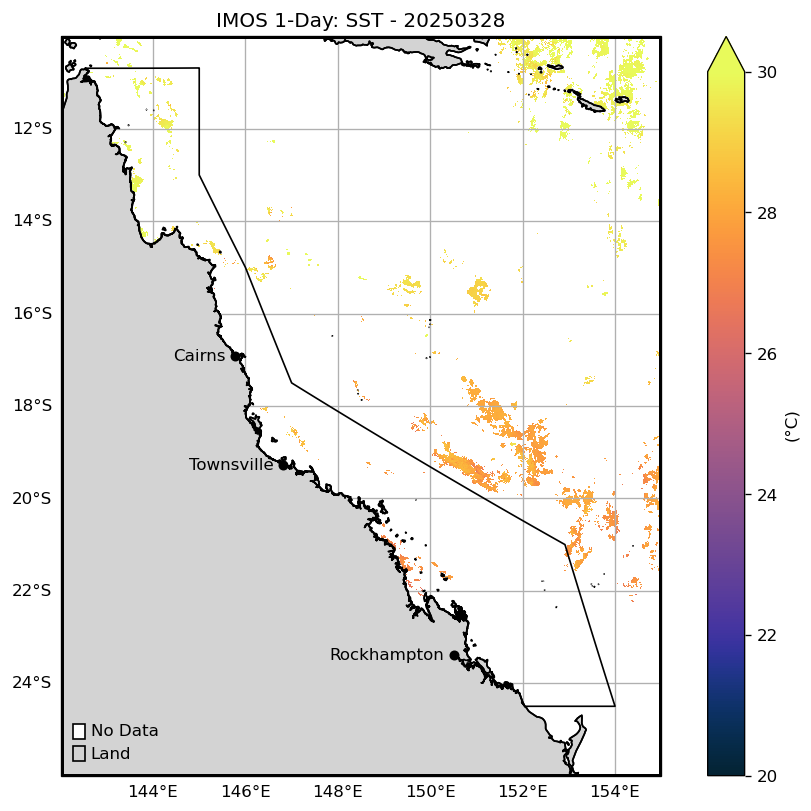 IMOS 1-Day: SST - 20250328
12°S
14°S
16°S
18°S
20°S
22°S
24°S
Cairns
Townsville
Rockhampton
No Data
Land
144°E
146°E
148°E
150°E
152°E
154°E
30
28
26
24
22
20
(°C)